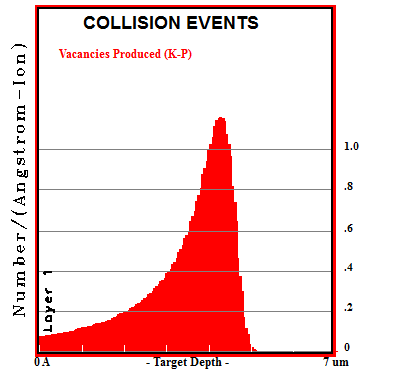 COLLISION EVENTS
Vacancies Produced (K-P)
Number/(Angstrom-Ion)
1.0
.8
.6
.4
.2
0
Layer 1
0 A - Target Depth - 7 um